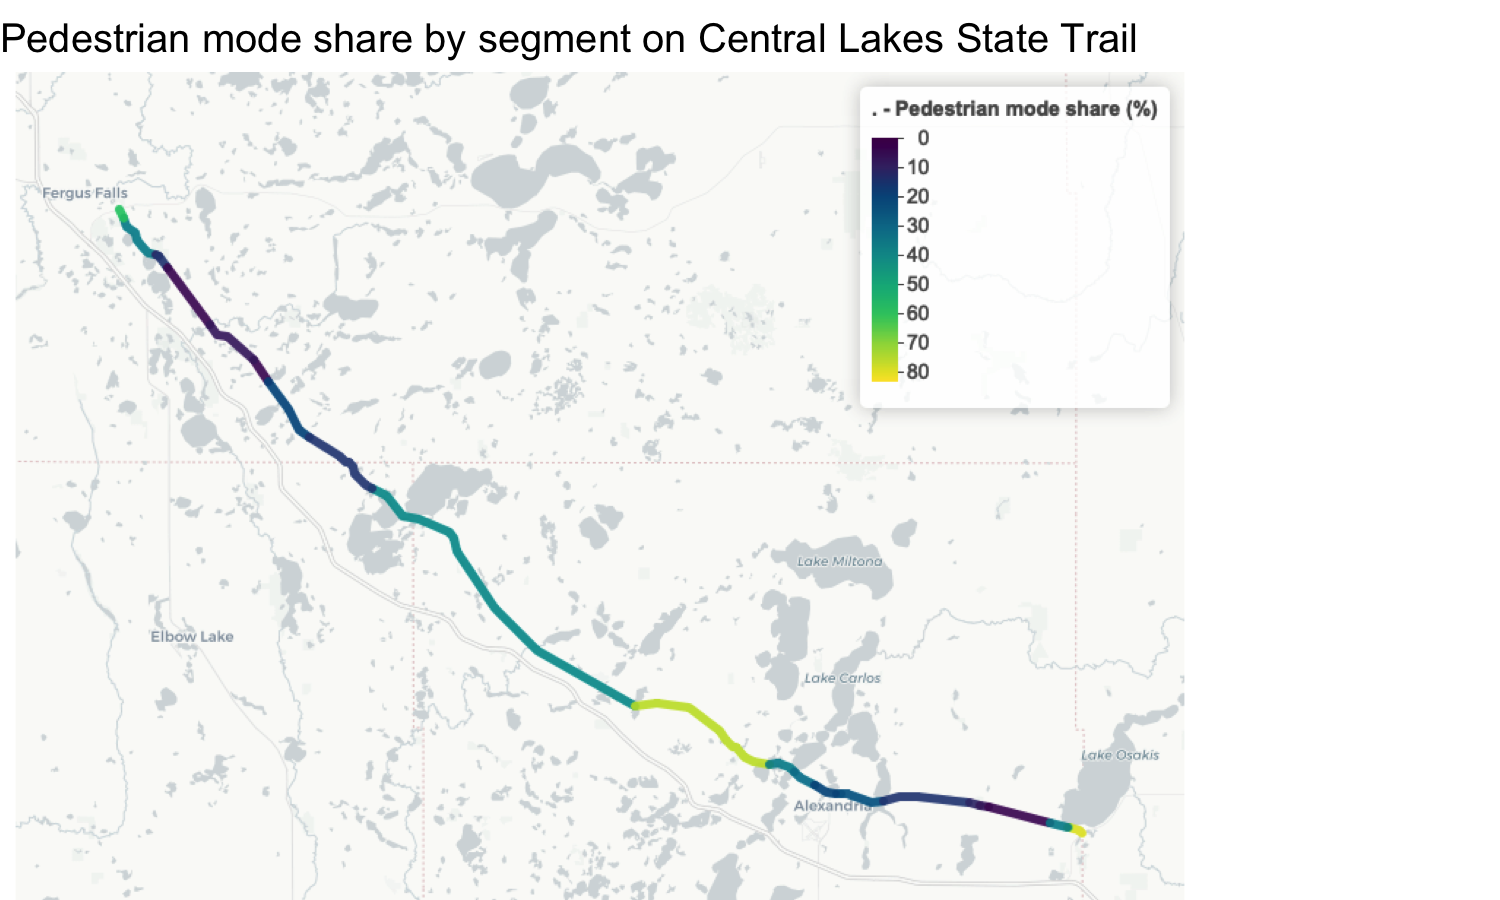 Pedestrian mode share by segment on Central Lakes State Trail
. - Pedestrian mode share (%)
0
10
20
30
40
50
60
70
80
Fergus Falls
Lake Miltona
Elbow Lake
Lake Carlos
Lake Osakis
Alexandria